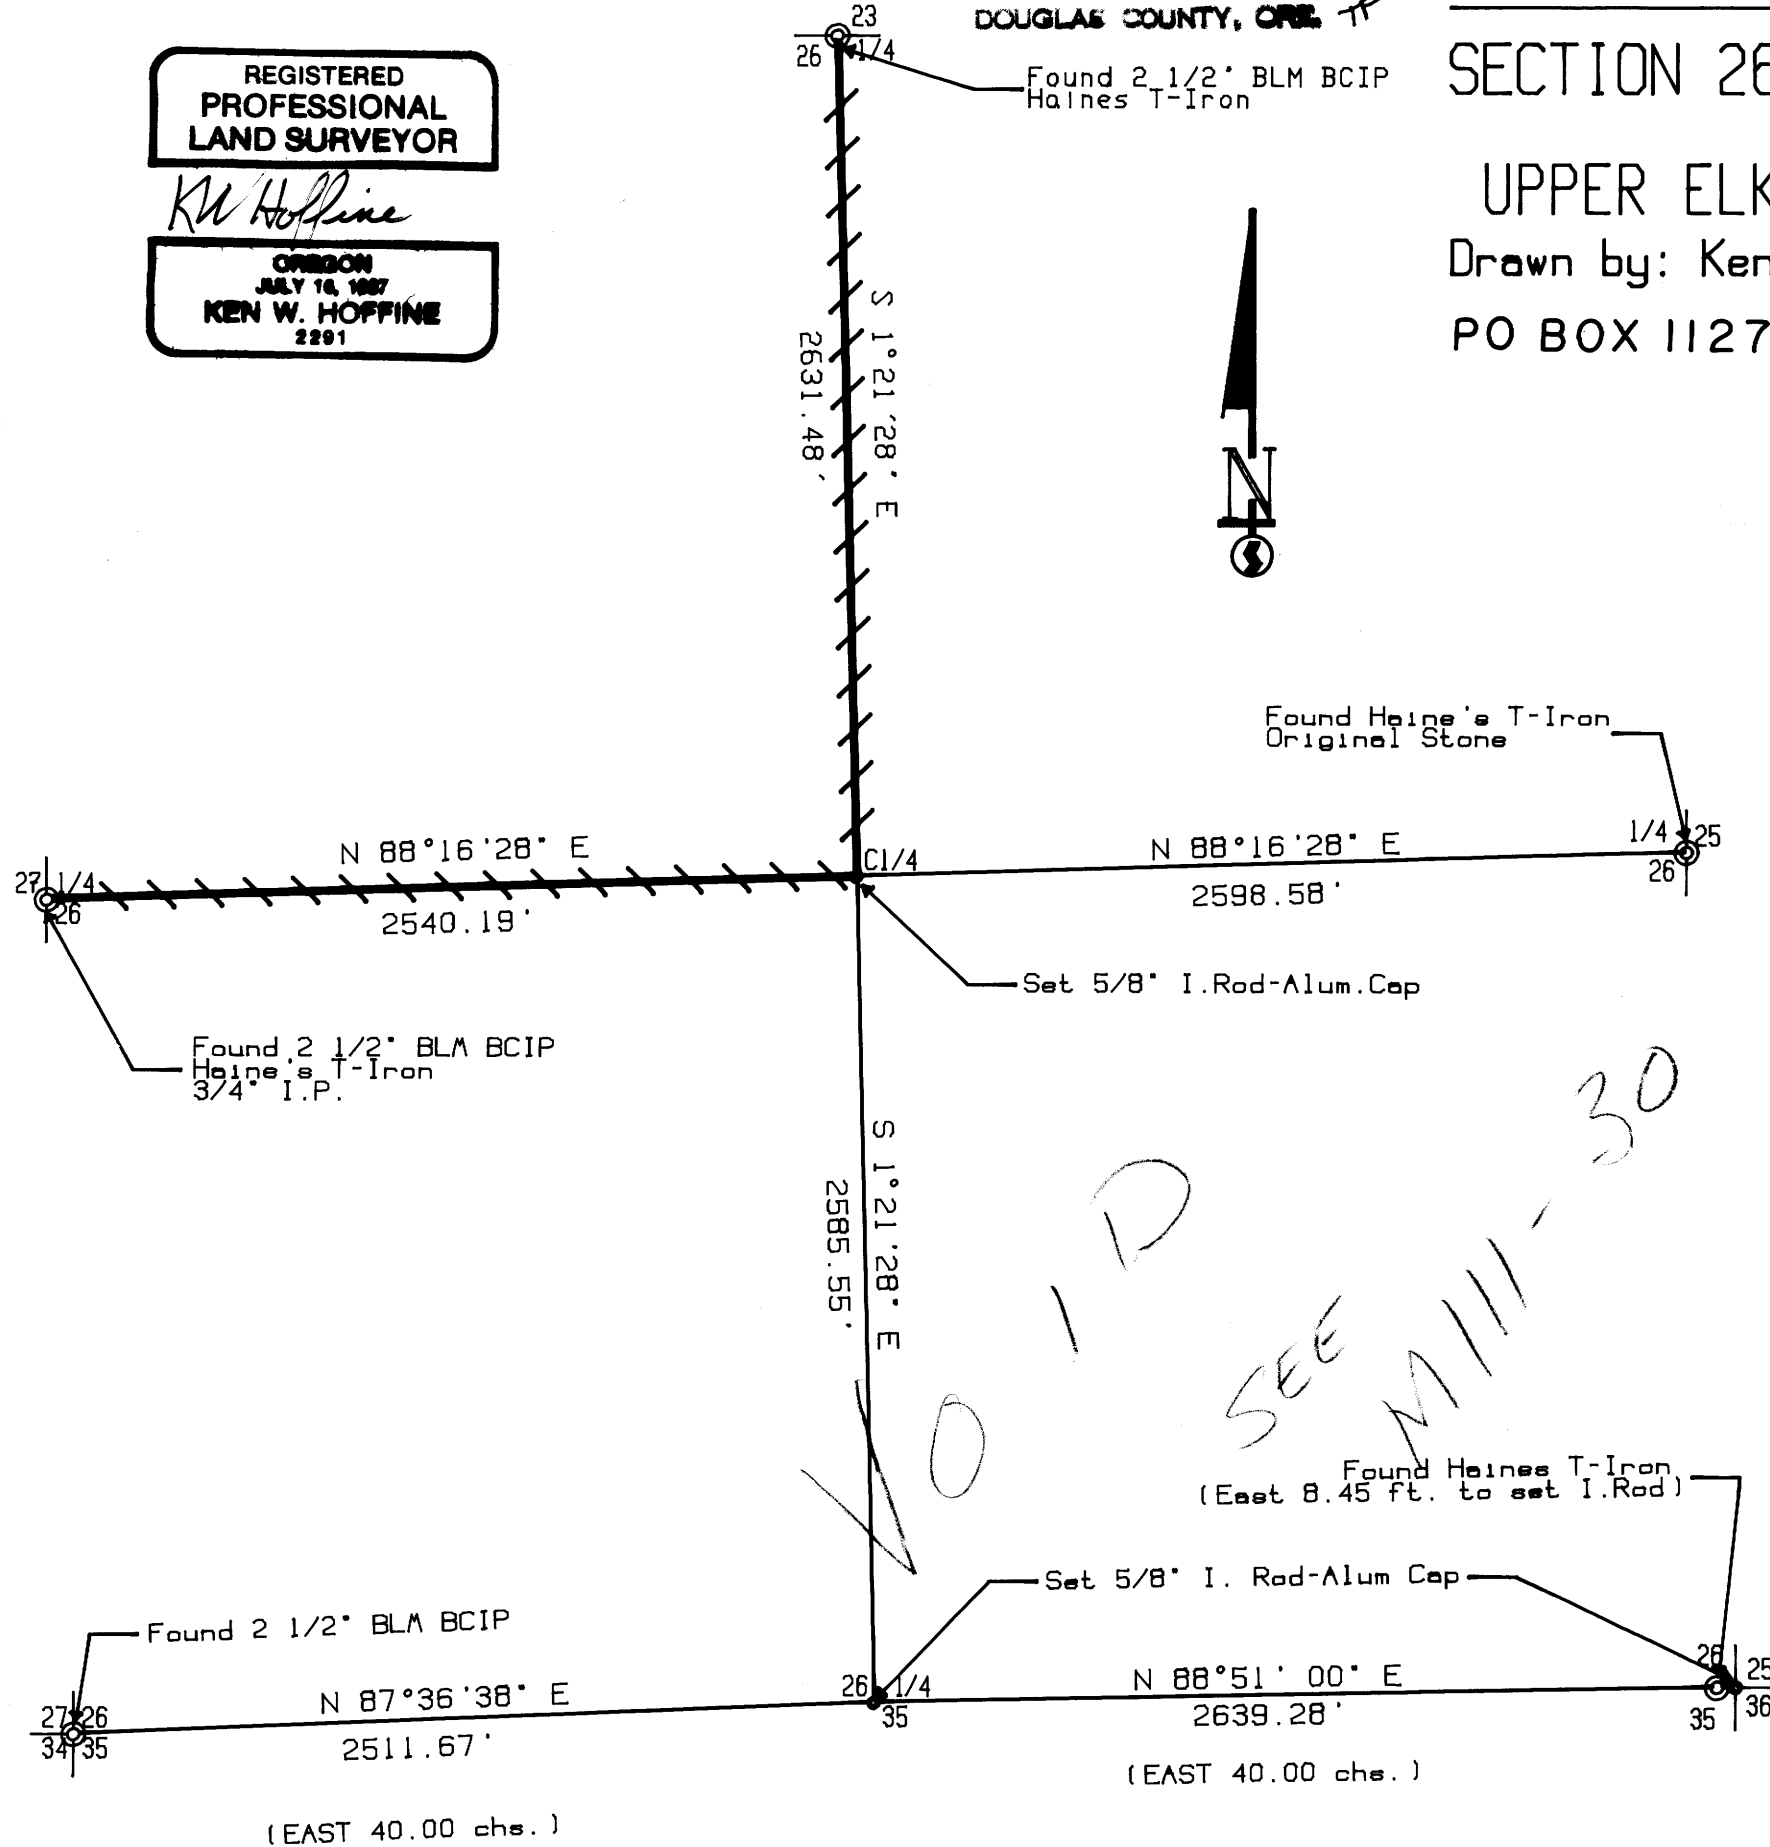 DOUGLAS COUNTY, ORE.
SECTION 26
UPPER ELK
Drawn by: Ken
PO BOX 1127
REGISTERED
PROFESSIONAL
LAND SURVEYOR
KW Hoffine
OREGON
JULY 16, 1987
KEN W. HOFFINE
2291
23
26 1/4
Found 2 1/2" BLM BCIP
Haines T-Iron
S 1°21'28" E
2631.48'
N
Found Haine's T-Iron
Original Stone
1/4 25
26
N 88°16'28" E
2598.58'
C1/4
N 88°16'28" E
2540.19'
27 1/4
26
Set 5/8" I.Rod-Alum.Cap
Found 2 1/2" BLM BCIP
Haine's T-Iron
3/4" I.P.
S 1°21'28" E
2585.55'
VOID
SEE
M111-30
Found Haines T-Iron
(East 8.45 ft. to set I.Rod)
Set 5/8" I. Rod-Alum Cap
Found 2 1/2" BLM BCIP
27 26
34 35
N 87°36'38" E
2511.67'
(EAST 40.00 chs.)
26 1/4
35
N 88°51'00" E
2639.28'
(EAST 40.00 chs.)
26 25
35 36